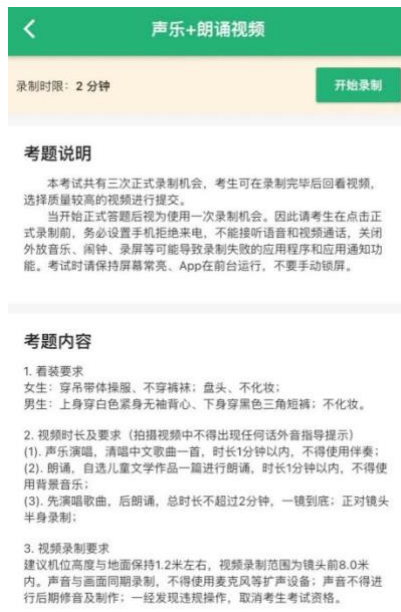 声乐+朗诵视频
录制时限：2 分钟
开始录制
考题说明
本考试共有三次正式录制机会，考生可在录制完毕后回看视频，
选择质量较高的视频进行提交。
当开始正式答题后视为使用一次录制机会。因此请考生在点击正
式录制前，务必设置手机拒绝来电，不能接听语音和视频通话，关闭
外放音乐、闹钟、录屏等可能导致录制失败的应用程序和应用通知功
能。考试时请保持屏幕常亮、App在前台运行，不要手动锁屏。
考题内容
1. 着装要求
女生：穿吊带体操服、不穿裤袜；盘头、不化妆；
男生：上身穿白色紧身无袖背心、下身穿黑色三角短裤；不化妆。
2. 视频时长及要求（拍摄视频中不得出现任何话外音指导提示）
(1). 声乐演唱，清唱中文歌曲一首，时长1分钟以内，不得使用伴奏；
(2). 朗诵，自选儿童文学作品一篇进行朗诵，时长1分钟以内，不得使
用背景音乐；
(3). 先演唱歌曲，后朗诵，总时长不超过2分钟，一镜到底；正对镜头
半身录制；
3. 视频录制要求
建议机位高度与地面保持1.2米左右，视频录制范围为镜头前8.0米
内。声音与画面同期录制，不得使用麦克风等扩声设备；声音不得进
行后期修音及制作；一经发现违规操作，取消考生考试资格。